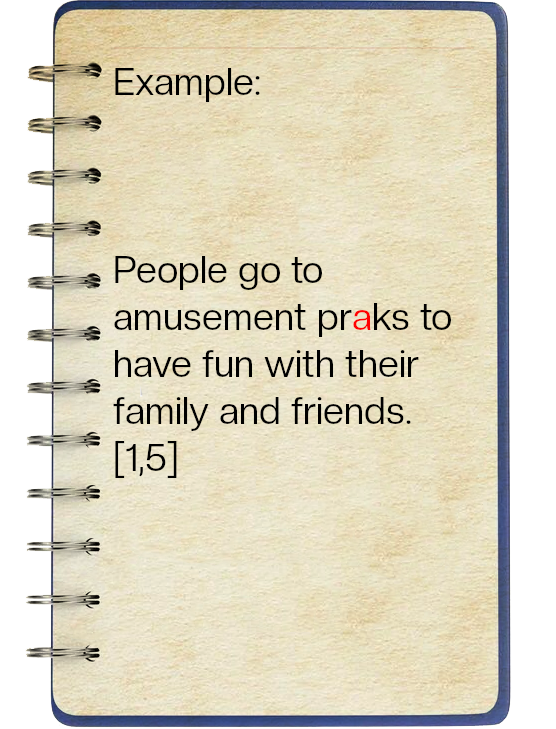 Example:
People go to
amusement praks to
have fun with their
family and friends.
[1,5]